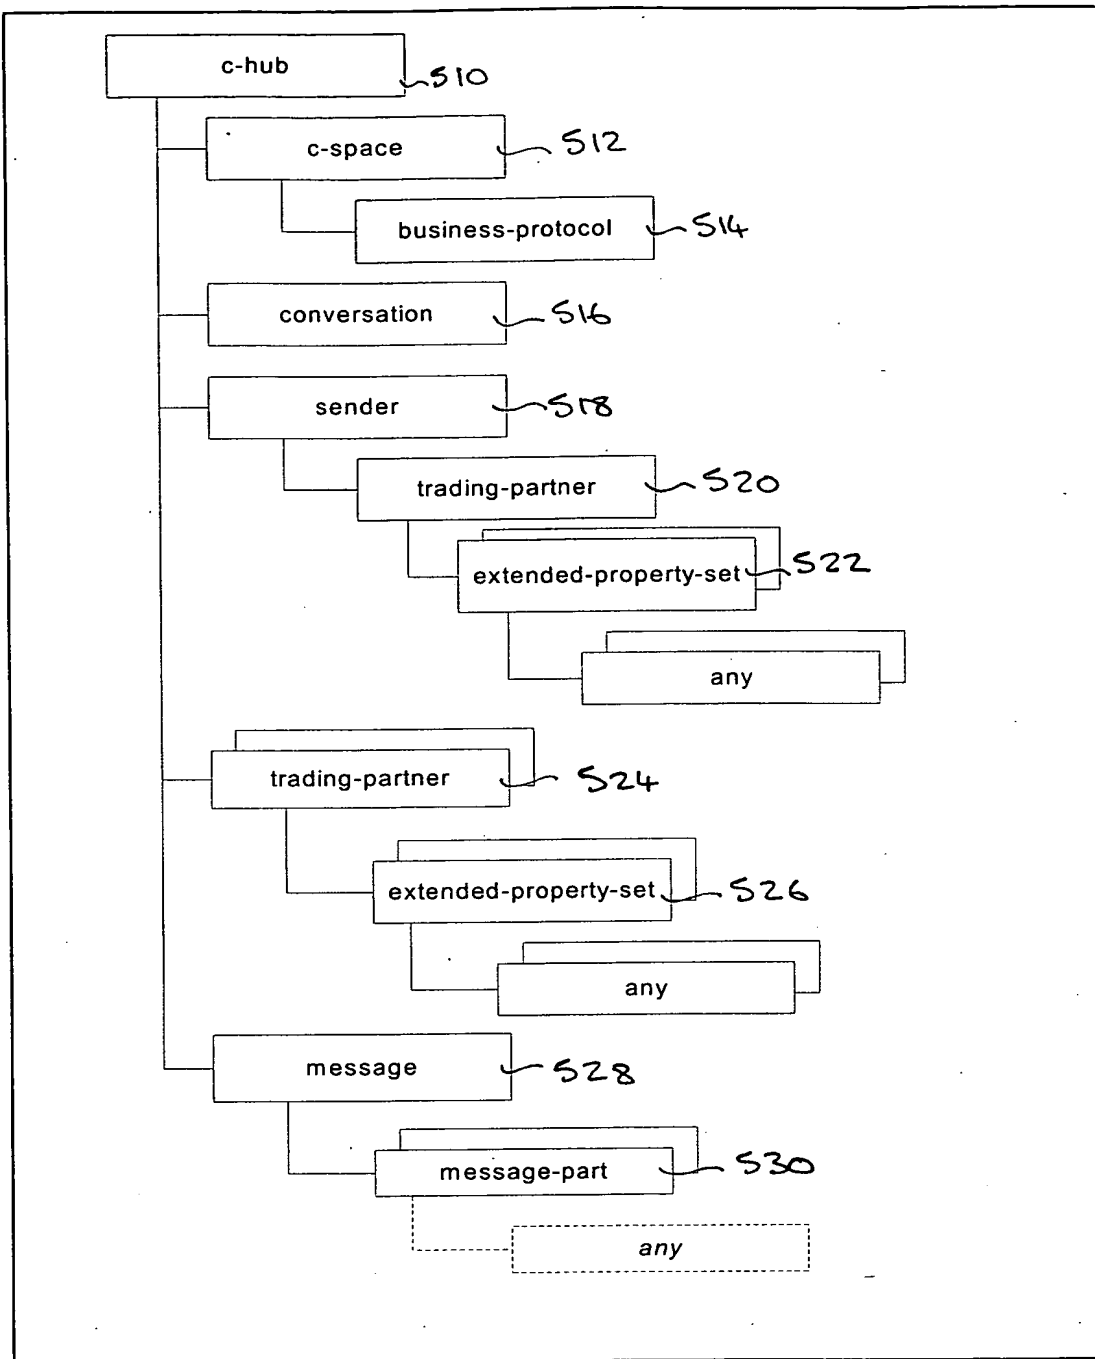 c-hub 510
c-space 512
business-protocol 514
conversation 516
sender 518
trading-partner 520
extended-property-set 522
any
trading-partner 524
extended-property-set 526
any
message 528
message-part 530
any